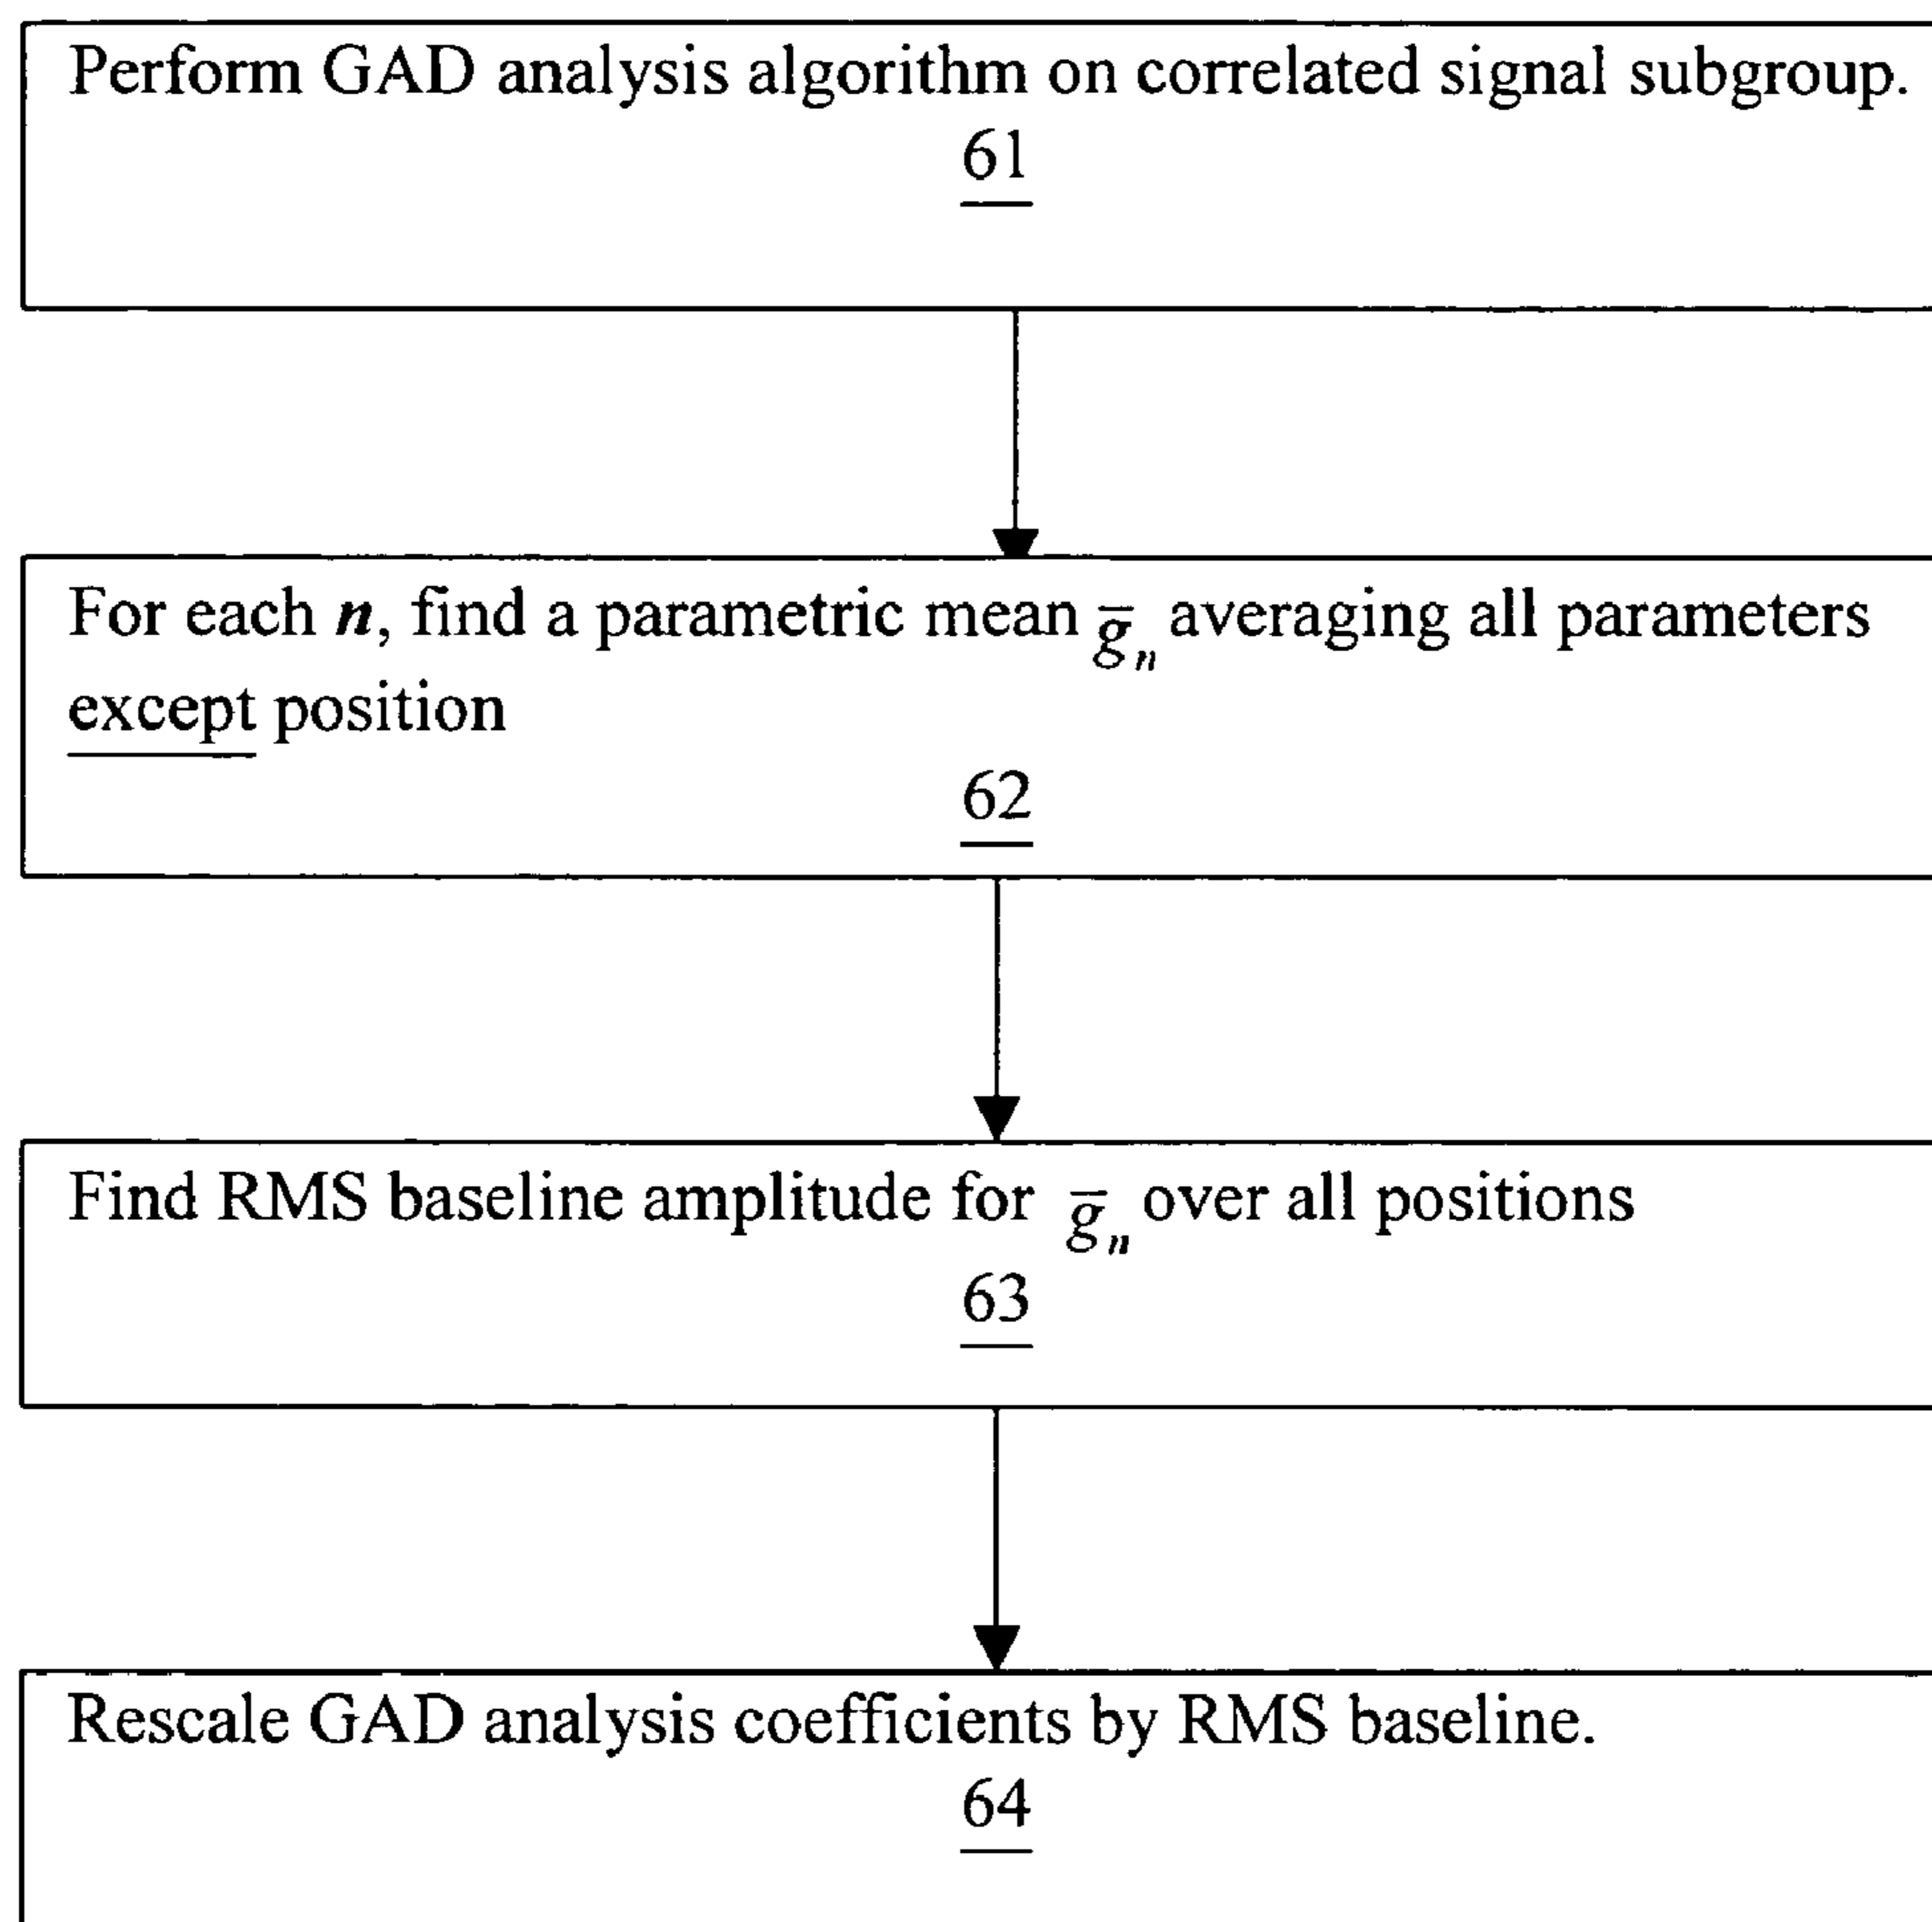 Perform GAD analysis algorithm on correlated signal subgroup.
61
For each n, find a parametric mean g̅ₙ averaging all parameters
except position
62
Find RMS baseline amplitude for g̅ₙ over all positions
63
Rescale GAD analysis coefficients by RMS baseline.
64